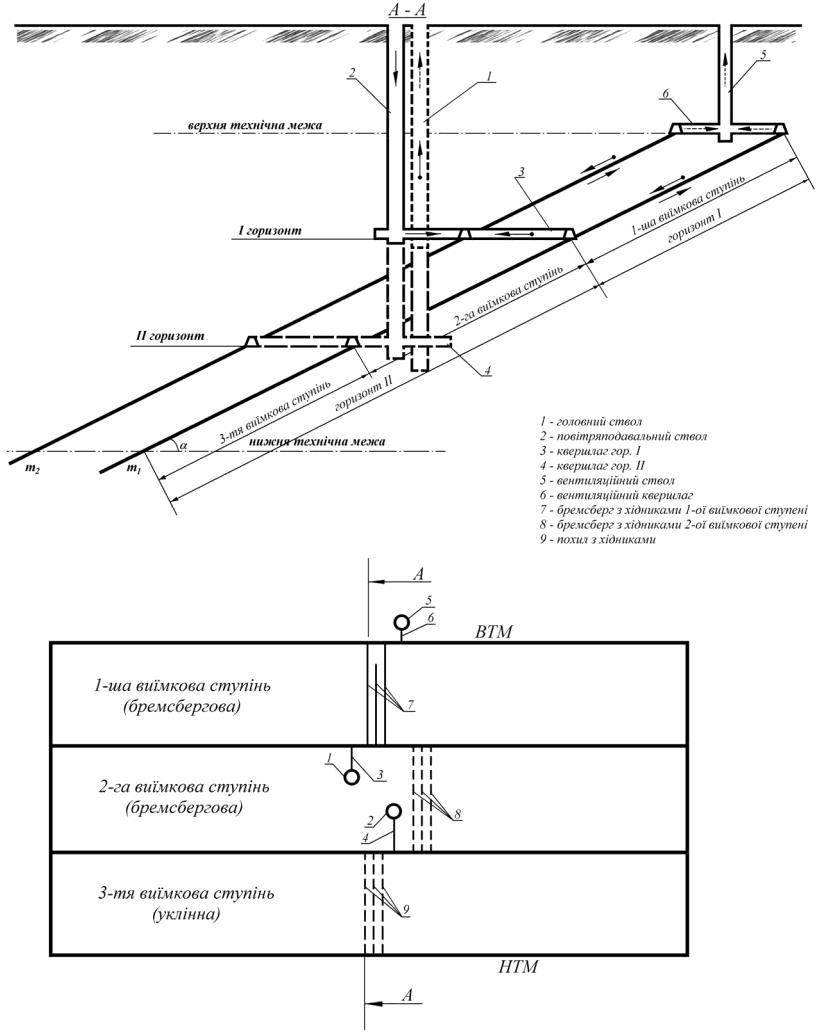 А - А
2
1
5
6
верхня технічна межа
3
1-ша виїмкова ступінь
горизонт I
I горизонт
2-га виїмкова ступінь
II горизонт
4
3-тя виїмкова ступінь
горизонт II
α
нижня технічна межа
m2
m1
1 - головний ствол
2 - повітряподавальний ствол
3 - квершлаг гор. I
4 - квершлаг гор. II
5 - вентиляційний ствол
6 - вентиляційний квершлаг
7 - бремсберг з хідниками 1-ої виїмкової ступені
8 - бремсберг з хідниками 2-ої виїмкової ступені
9 - похил з хідниками
А
5
6
ВТМ
1-ша виїмкова ступінь
(бремсбергова)
7
1
3
2-га виїмкова ступінь
(бремсбергова)
2
8
4
3-тя виїмкова ступінь
(уклінна)
9
НТМ
А